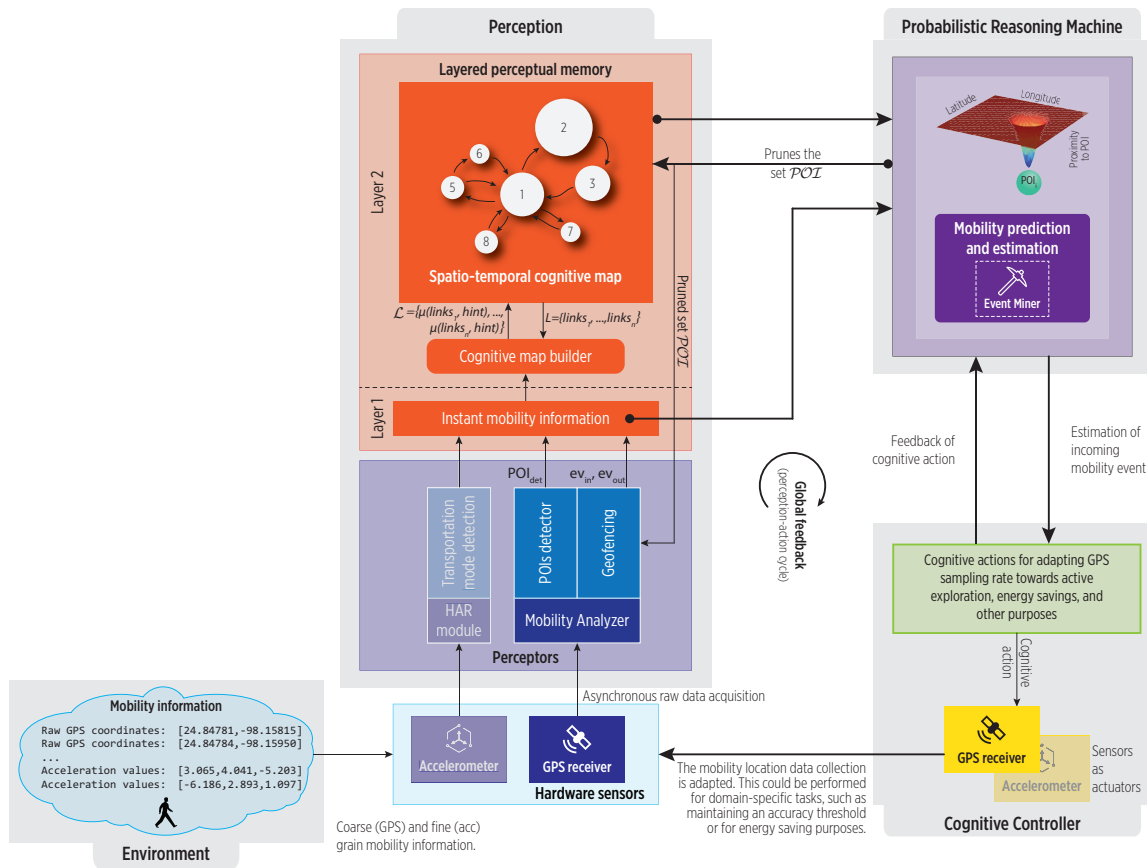 Perception
Layered perceptual memory
Layer 2
2
6
5
1
3
8
7
Spatio-temporal cognitive map
ℒ={μ(links₁, hint), ...,
μ(linksₙ, hint)}
L={links₁, ...,linksₙ}
Cognitive map builder
Layer 1
Instant mobility information
POI_det
ev_in, ev_out
Transportation
mode detection
HAR
module
POIs detector
Geofencing
Mobility Analyzer
Perceptors
Prunes the
set 𝒫𝒪ℐ
Pruned set 𝒫𝒪ℐ
Probabilistic Reasoning Machine
Latitude
Longitude
Proximity
to POI
POI
Mobility prediction
and estimation
Event Miner
Feedback of
cognitive action
Estimation of
incoming
mobility event
Global feedback
(perception-action cycle)
Cognitive actions for adapting GPS
sampling rate towards active
exploration, energy savings, and
other purposes
Cognitive
action
GPS receiver
Accelerometer
Sensors
as
actuators
Cognitive Controller
Asynchronous raw data acquisition
Accelerometer
GPS receiver
Hardware sensors
The mobility location data collection
is adapted. This could be performed
for domain-specific tasks, such as
maintaining an accuracy threshold
or for energy saving purposes.
Mobility information
Raw GPS coordinates: [24.84781,-98.15815]
Raw GPS coordinates: [24.84784,-98.15950]
...
Acceleration values: [3.065,4.041,-5.203]
Acceleration values: [-6.186,2.893,1.097]
Environment
Coarse (GPS) and fine (acc)
grain mobility information.